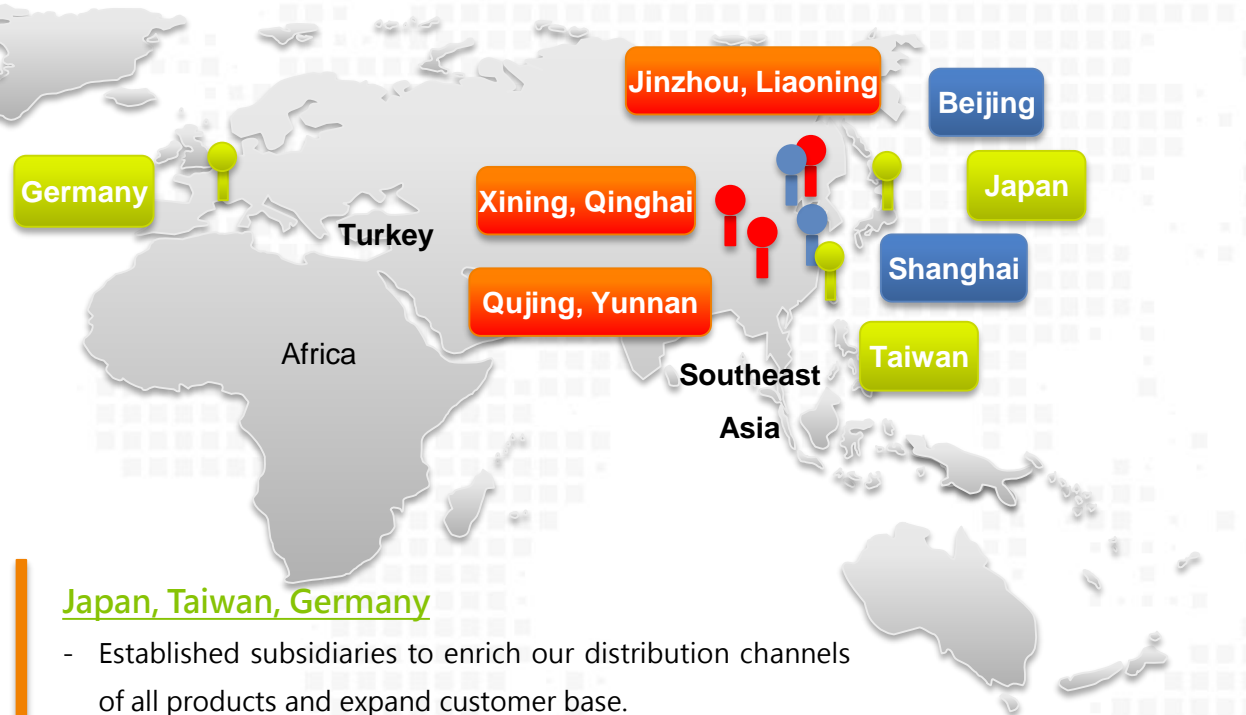 Jinzhou, Liaoning
Beijing
Germany
Japan
Xining, Qinghai
Turkey
Shanghai
Qujing, Yunnan
Africa
Taiwan
Southeast
Asia
Japan, Taiwan, Germany
- Established subsidiaries to enrich our distribution channels
of all products and expand customer base.